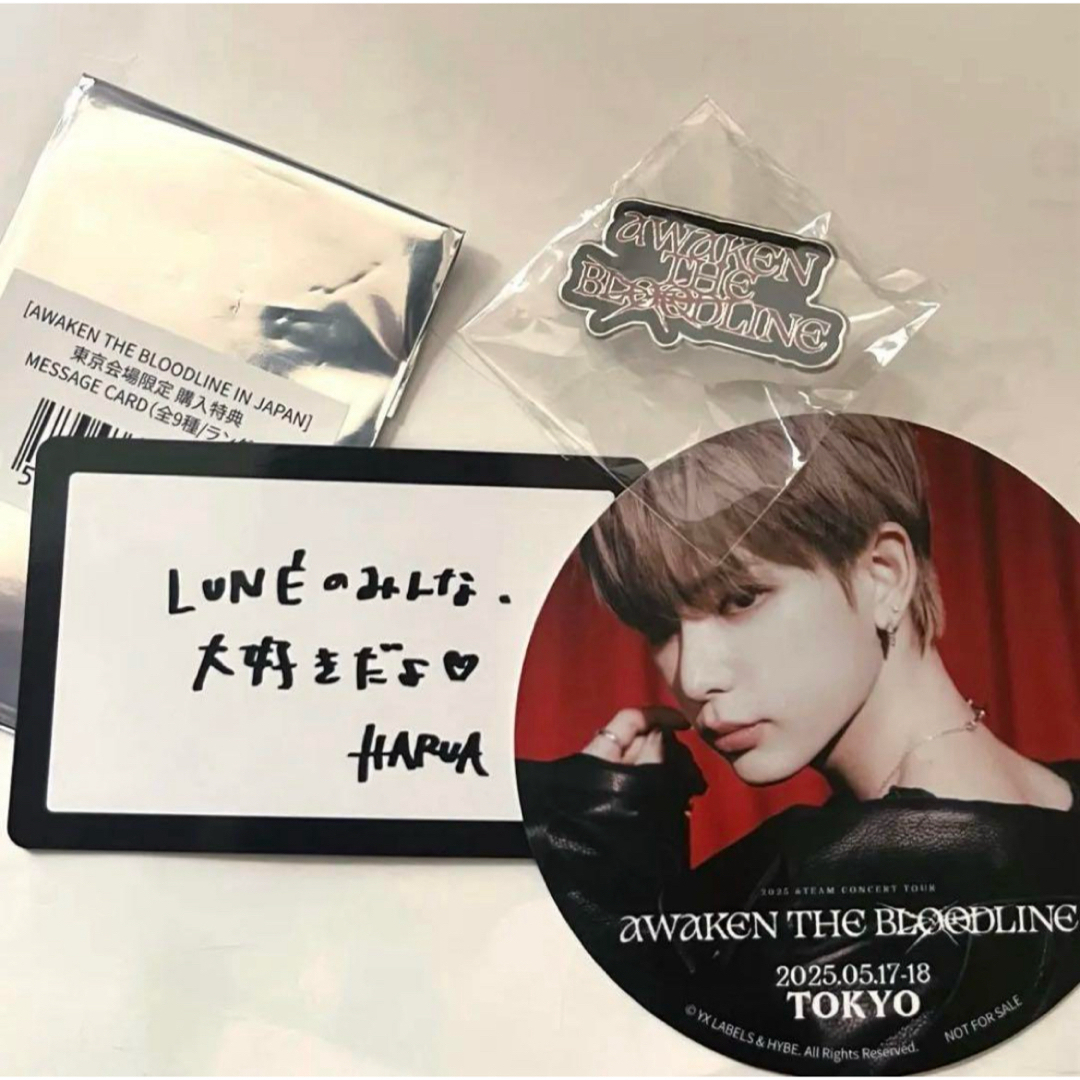 [AWAKEN THE BLOODLINE IN JAPAN]
東京会場限定 購入特典
MESSAGE CARD(全9種/ラン
5
AWAKEN
THE
BLOODLINE
LUNÉのみんな.
大好きだよ♡
HARUA
2025 &TEAM CONCERT TOUR
AWAKEN THE BLOODLINE
2025.05.17-18
TOKYO
© YX LABELS & HYBE. All Rights Reserved.
NOT FOR SALE